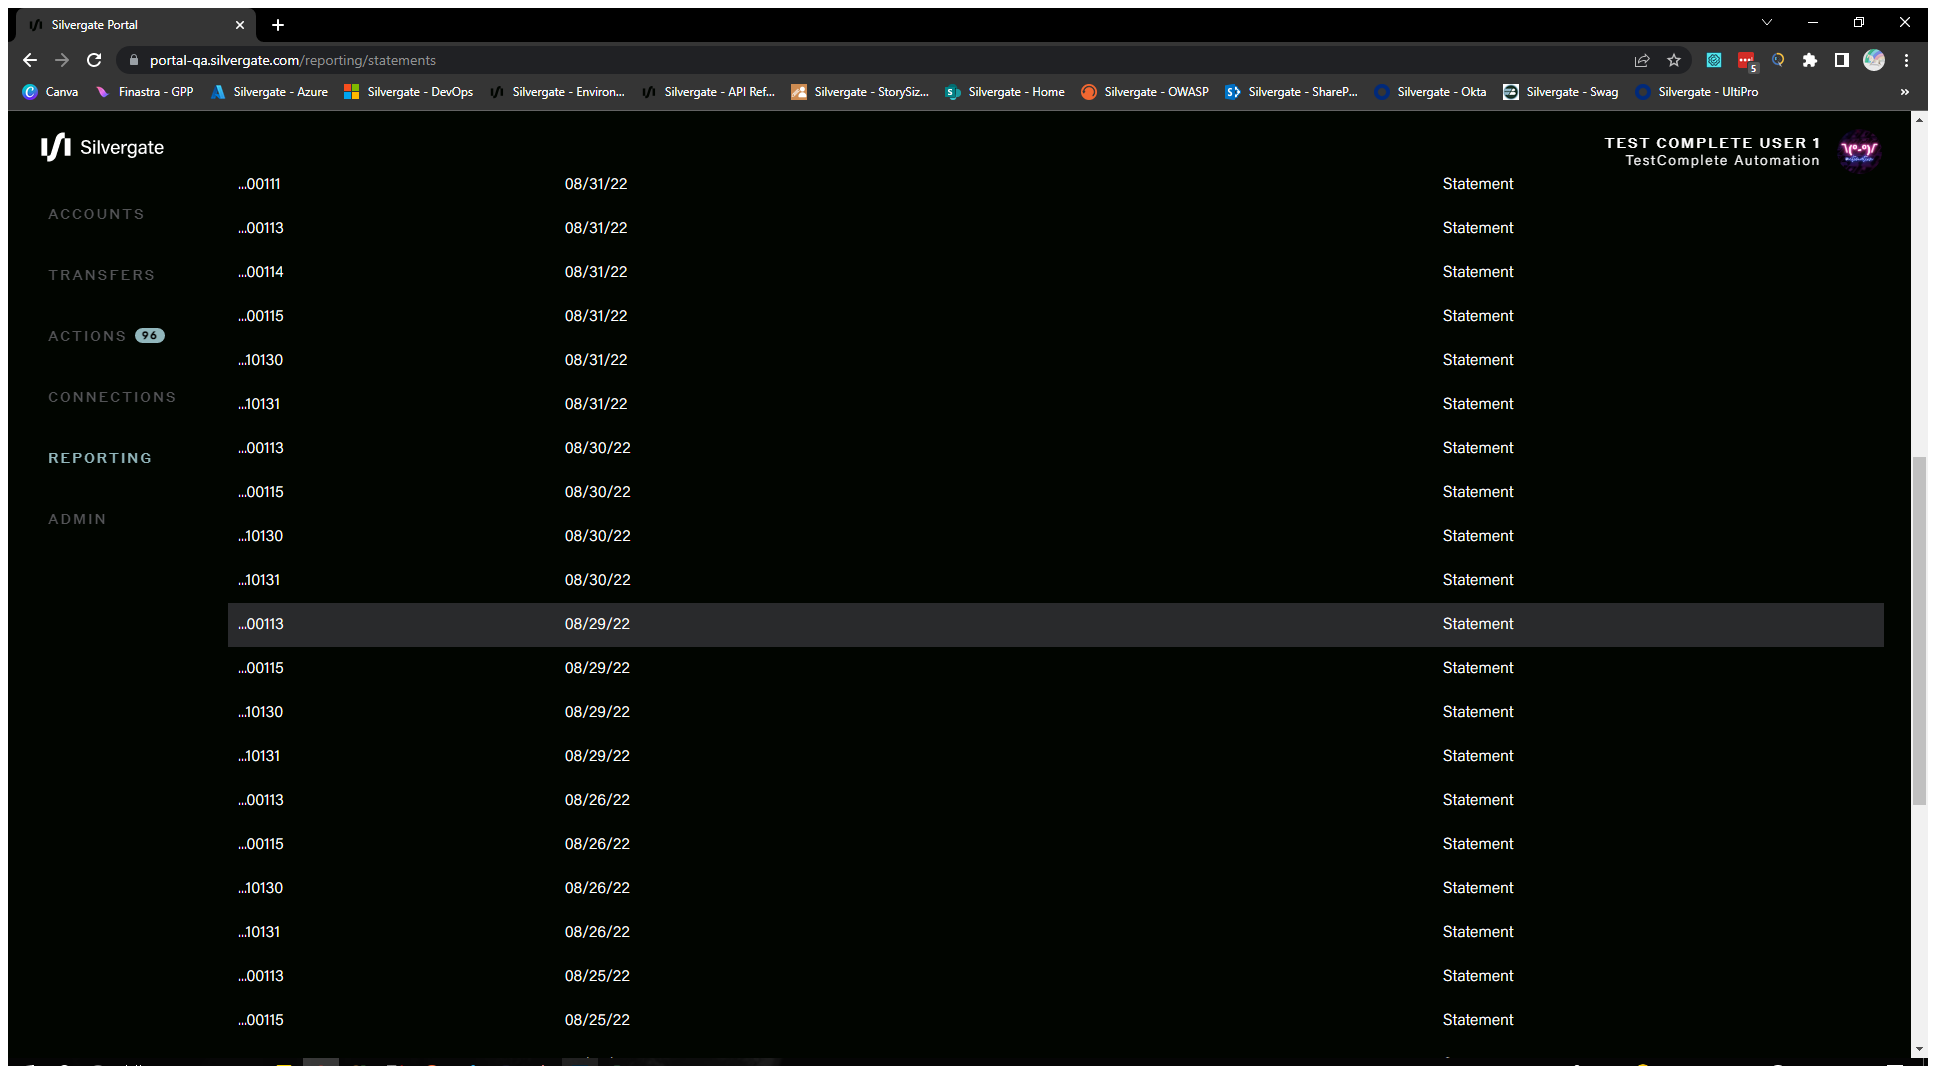 Silvergate Portal
portal-qa.silvergate.com/reporting/statements
5
Canva Finastra - GPP Silvergate - Azure Silvergate - DevOps Silvergate - Environ... Silvergate - API Ref... Silvergate - StorySiz... Silvergate - Home Silvergate - OWASP Silvergate - ShareP... Silvergate - Okta Silvergate - Swag Silvergate - UltiPro »
Silvergate
TEST COMPLETE USER 1
TestComplete Automation
ACCOUNTS
TRANSFERS
ACTIONS 96
CONNECTIONS
REPORTING
ADMIN
...00111 08/31/22 Statement
...00113 08/31/22 Statement
...00114 08/31/22 Statement
...00115 08/31/22 Statement
...10130 08/31/22 Statement
...10131 08/31/22 Statement
...00113 08/30/22 Statement
...00115 08/30/22 Statement
...10130 08/30/22 Statement
...10131 08/30/22 Statement
...00113 08/29/22 Statement
...00115 08/29/22 Statement
...10130 08/29/22 Statement
...10131 08/29/22 Statement
...00113 08/26/22 Statement
...00115 08/26/22 Statement
...10130 08/26/22 Statement
...10131 08/26/22 Statement
...00113 08/25/22 Statement
...00115 08/25/22 Statement